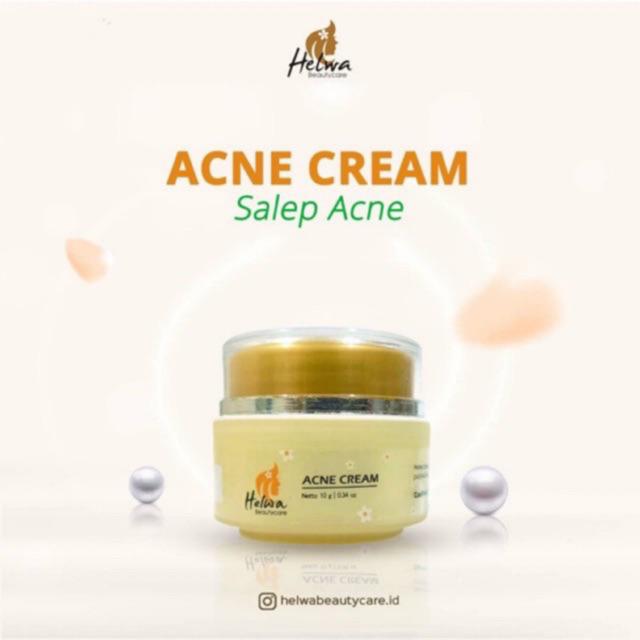 Helwa
Beautycare
ACNE CREAM
Salep Acne
Helwa
Beautycare
ACNE CREAM
Netto 10 g | 0.34 oz
helwabeautycare.id